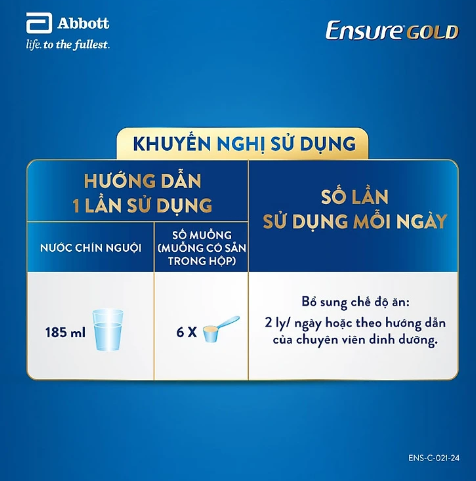 Abbott
life. to the fullest.
ENSURE GOLD
KHUYẾN NGHỊ SỬ DỤNG
HƯỚNG DẪN
1 LẦN SỬ DỤNG
SỐ LẦN
SỬ DỤNG MỖI NGÀY
NƯỚC CHÍN NGUỘI
SỐ MUỖNG
(MUỖNG CÓ SẴN
TRONG HỘP)
185 ml
6 X
Bổ sung chế độ ăn:
2 ly/ ngày hoặc theo hướng dẫn
của chuyên viên dinh dưỡng.
ENS-C-021-24